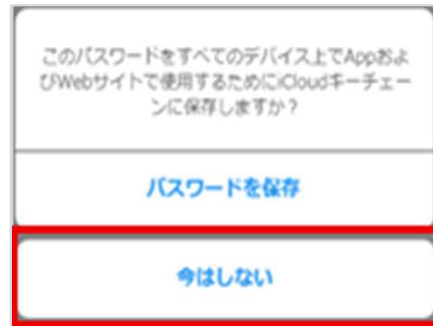 このパスワードをすべてのデバイス上でAppおよ
びWebサイトで使用するためにiCloudキーチェー
ンに保存しますか？
パスワードを保存
今はしない